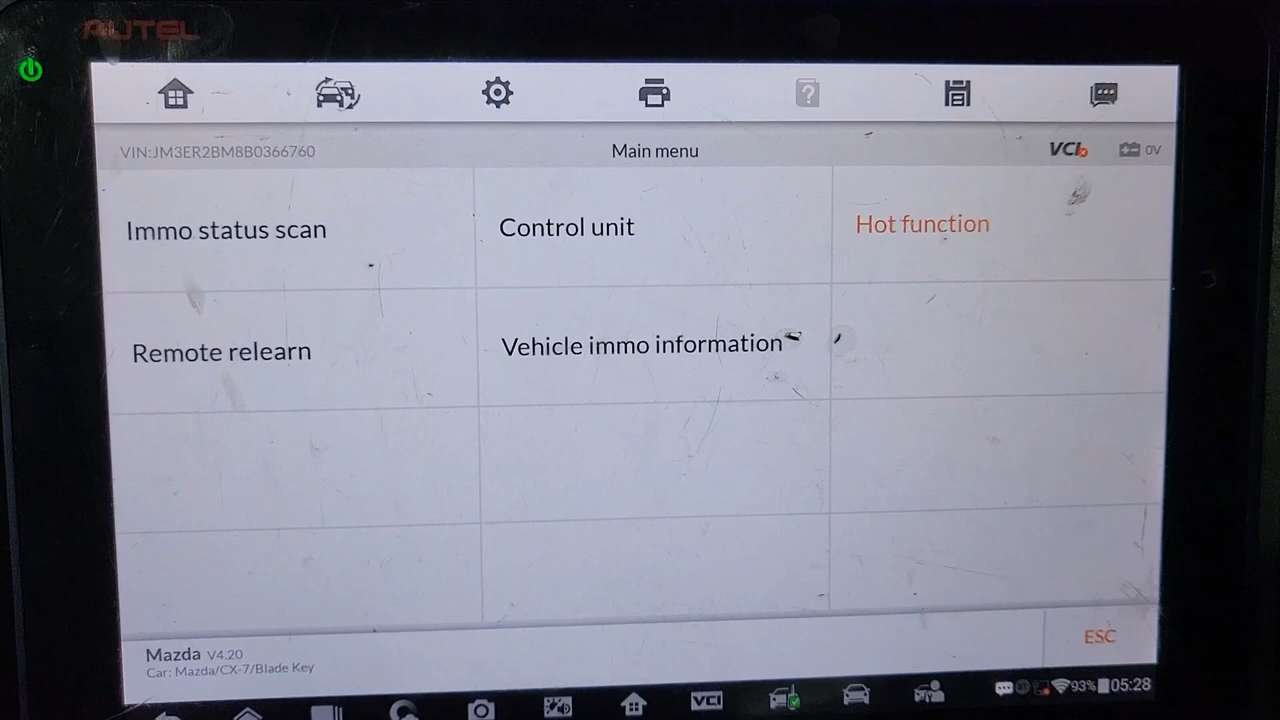 AUTEL
VIN:JM3ER2BM8B0366760
Main menu
VCI
0V
Immo status scan
Control unit
Hot function
Remote relearn
Vehicle immo information
Mazda V4.20
Car: Mazda/CX-7/Blade Key
ESC
VCI
93% 05:28